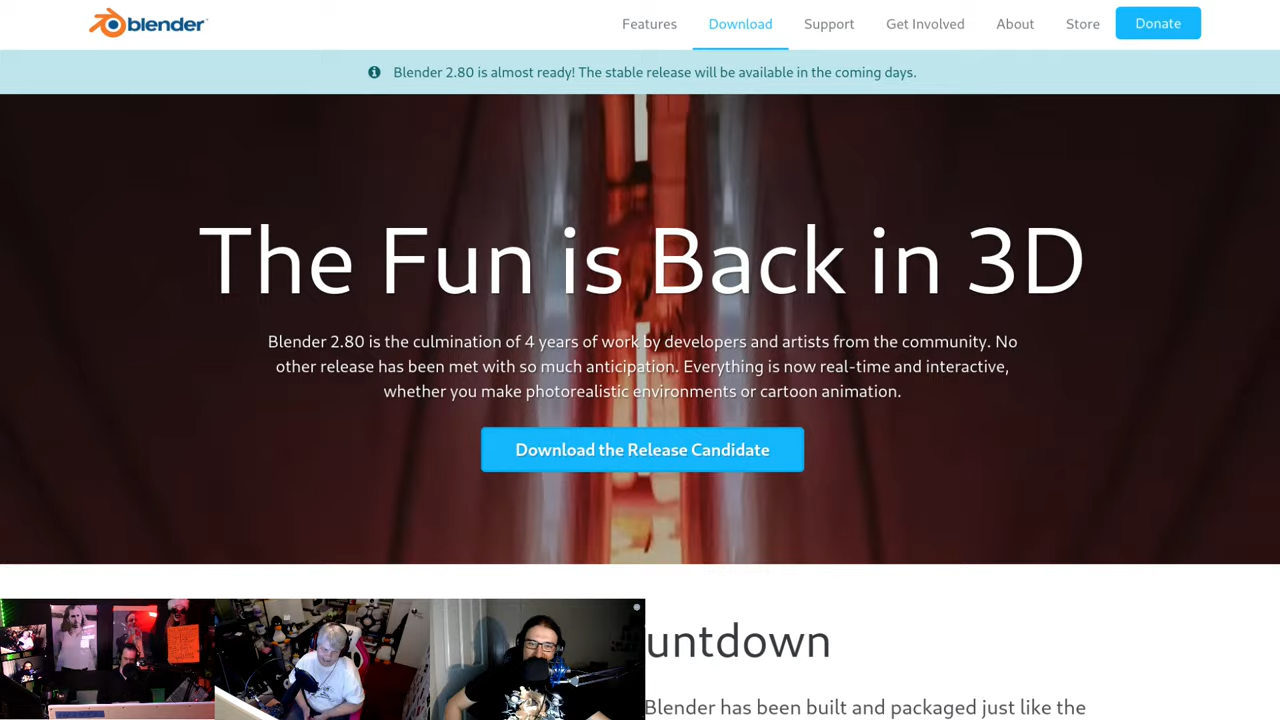 blender
Features Download Support Get Involved About Store Donate
Blender 2.80 is almost ready! The stable release will be available in the coming days.
The Fun is Back in 3D
Blender 2.80 is the culmination of 4 years of work by developers and artists from the community. No
other release has been met with so much anticipation. Everything is now real-time and interactive,
whether you make photorealistic environments or cartoon animation.
Download the Release Candidate
untdown
Blender has been built and packaged just like the